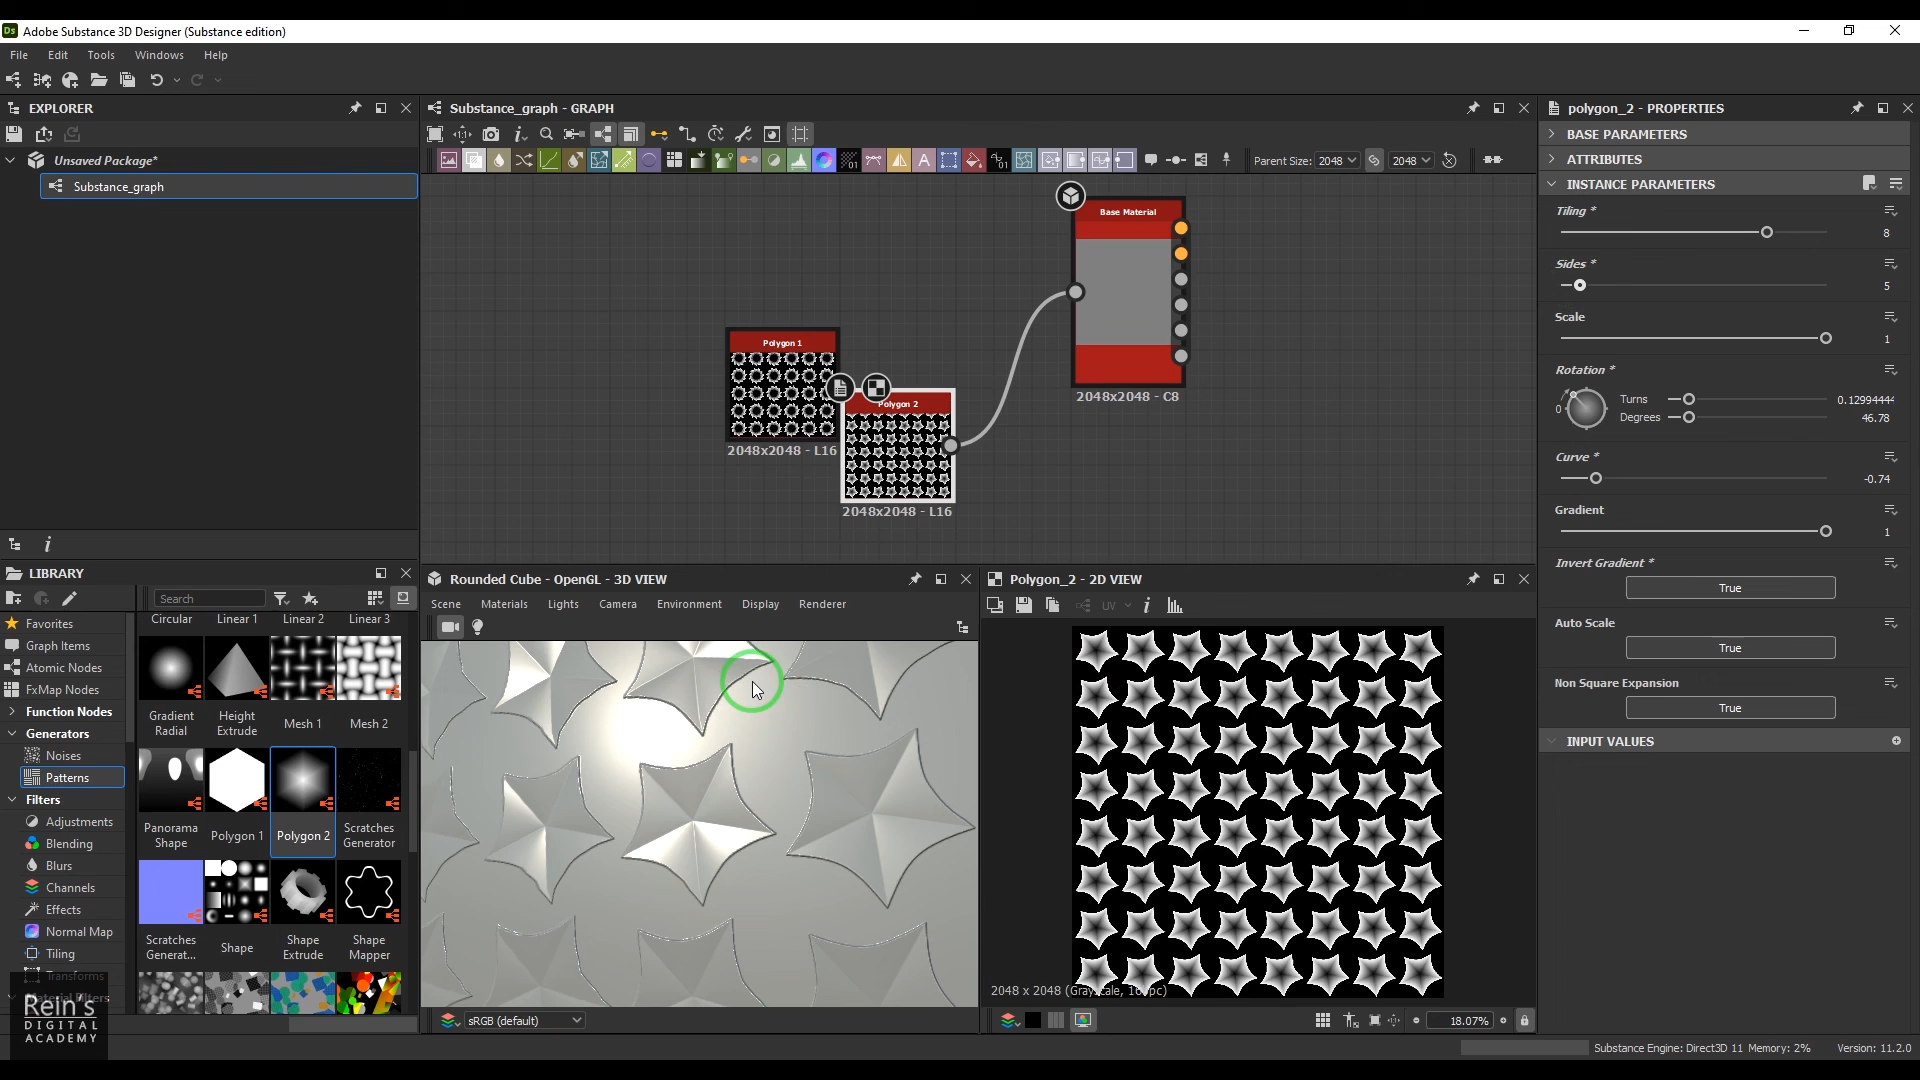 Ds Adobe Substance 3D Designer (Substance edition)
File Edit Tools Windows Help
EXPLORER
Unsaved Package*
Substance_graph
Substance_graph - GRAPH
Parent Size: 2048 2048
Base Material
2048x2048 - C8
Polygon 1
2048x2048 - L16
Polygon 2
2048x2048 - L16
polygon_2 - PROPERTIES
BASE PARAMETERS
ATTRIBUTES
INSTANCE PARAMETERS
Tiling *
8
Sides *
5
Scale
1
Rotation *
0
Turns 0.12994444
Degrees 46.78
Curve *
-0.74
Gradient
1
Invert Gradient *
True
Auto Scale
True
Non Square Expansion
True
INPUT VALUES
LIBRARY
Search
Favorites
Graph Items
Atomic Nodes
FxMap Nodes
Function Nodes
Generators
Noises
Patterns
Filters
Adjustments
Blending
Blurs
Channels
Effects
Normal Map
Tiling
Transforms
Material Filters
Circular Linear 1 Linear 2 Linear 3
Gradient Radial
Height Extrude
Mesh 1
Mesh 2
Panorama Shape
Polygon 1
Polygon 2
Scratches Generator
Scratches Generat...
Shape
Shape Extrude
Shape Mapper
Rounded Cube - OpenGL - 3D VIEW
Scene Materials Lights Camera Environment Display Renderer
sRGB (default)
Polygon_2 - 2D VIEW
UV
2048 x 2048 (Grayscale, 16bpc)
18.07%
Substance Engine: Direct3D 11 Memory: 2% Version: 11.2.0
Rein's
DIGITAL
ACADEMY